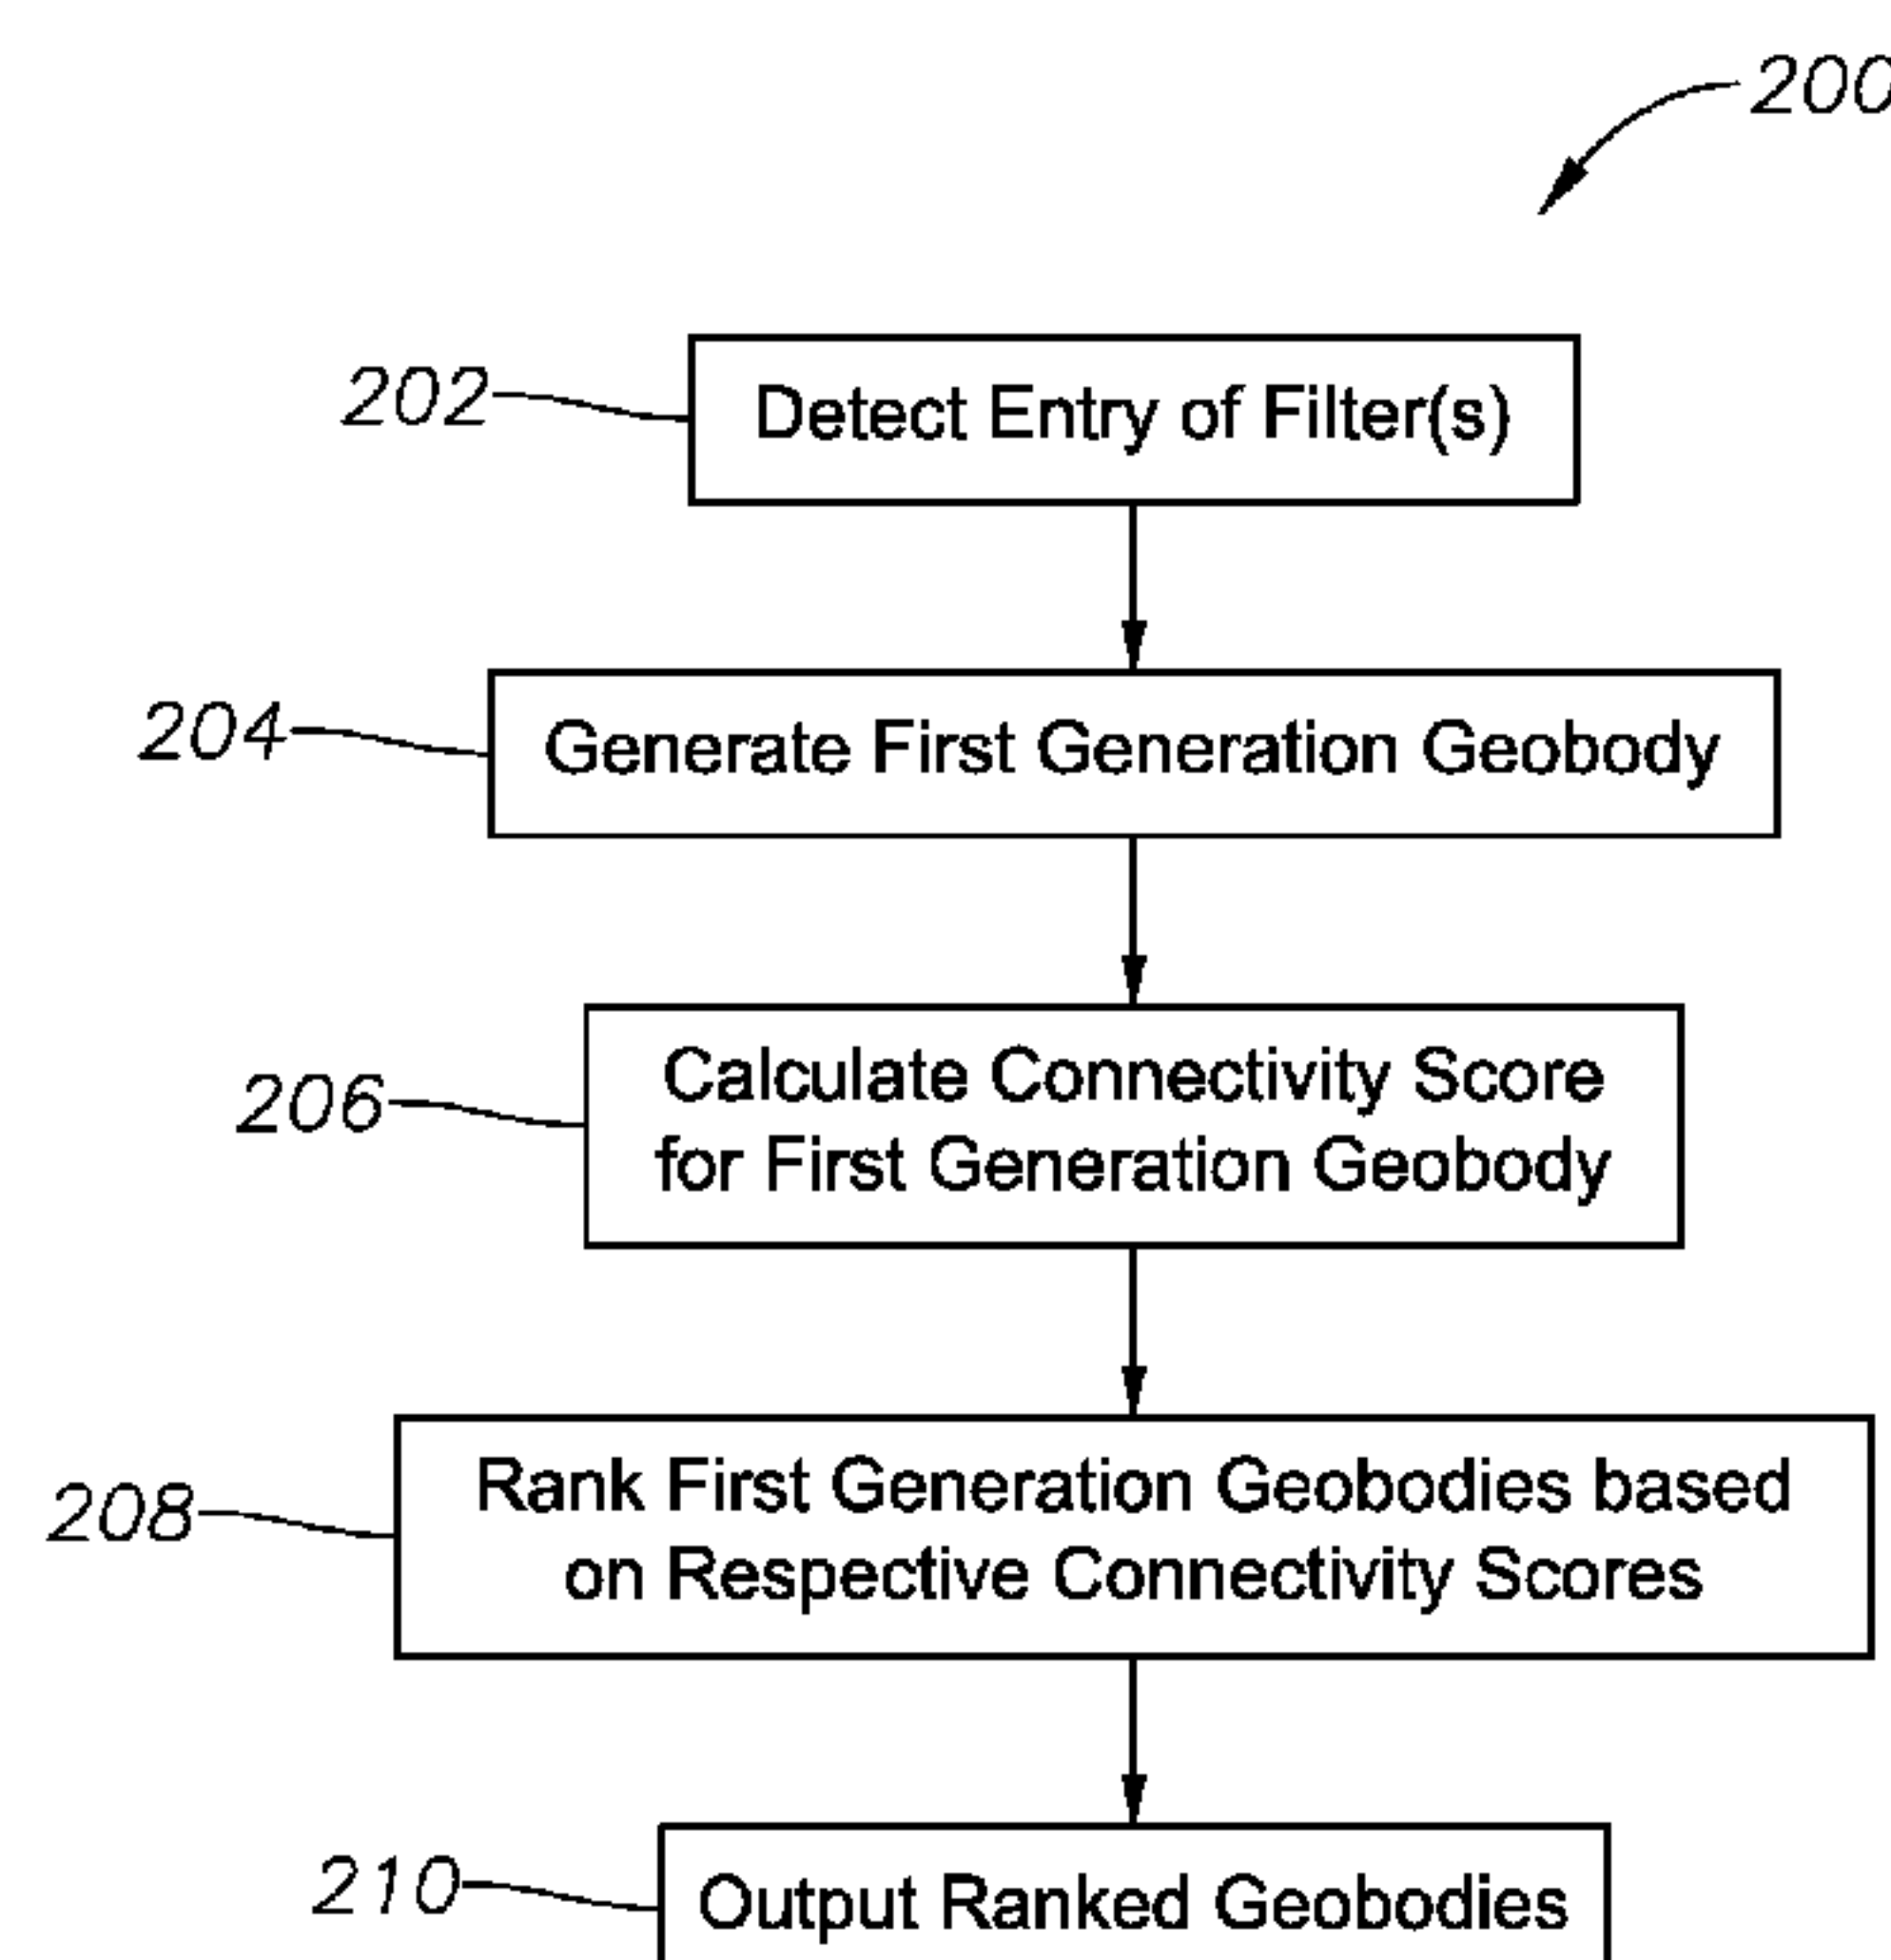 200
202
Detect Entry of Filter(s)
204
Generate First Generation Geobody
206
Calculate Connectivity Score
for First Generation Geobody
208
Rank First Generation Geobodies based
on Respective Connectivity Scores
210
Output Ranked Geobodies